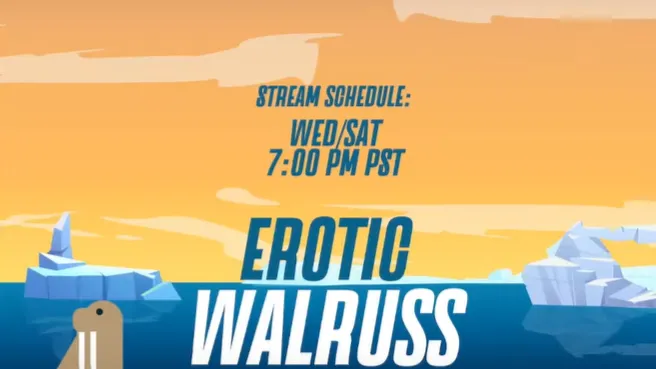 STREAM SCHEDULE:
WED/SAT
7:00 PM PST
EROTIC
WALRUSS